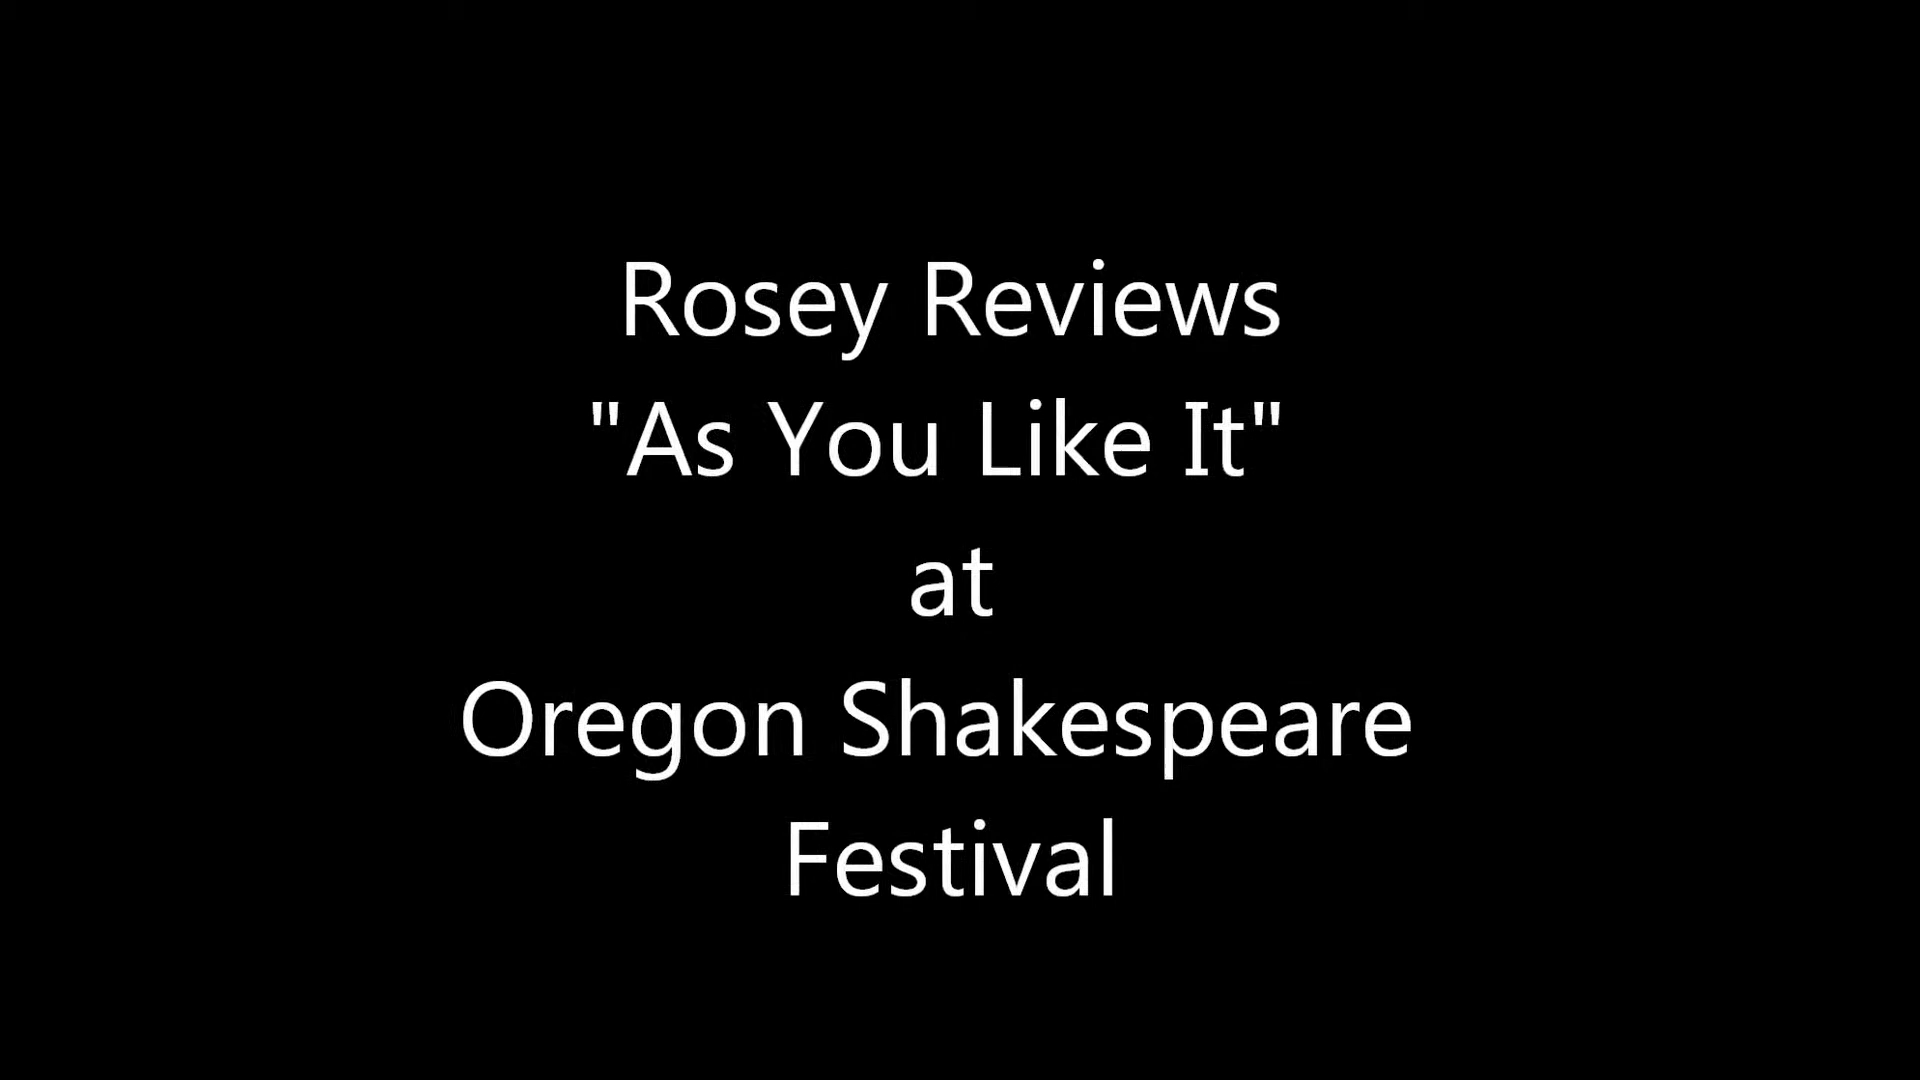 Rosey Reviews
"As You Like It"
at
Oregon Shakespeare
Festival